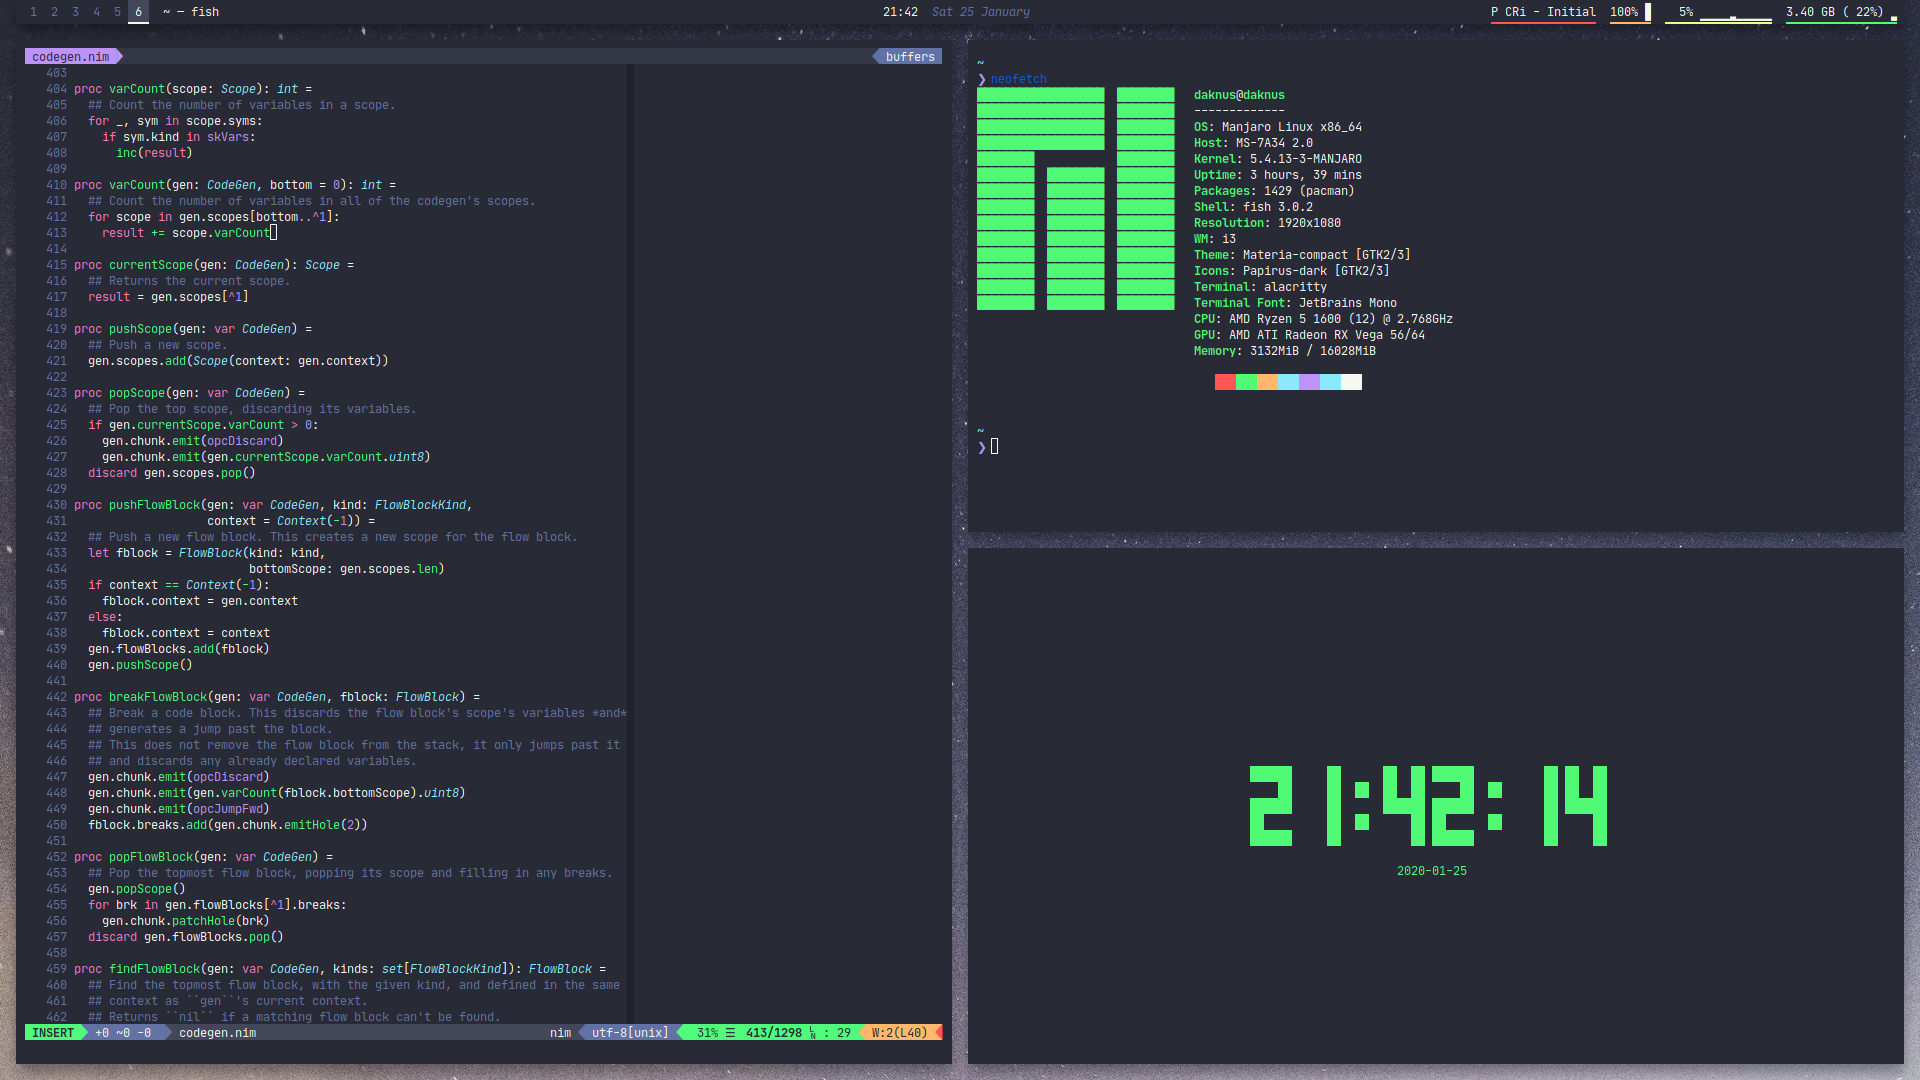 1 2 3 4 5 6 ~ — fish
21:42 Sat 25 January
P CRi - Initial 100% 5% 3.40 GB ( 22%)
codegen.nim
buffers
403
404 proc varCount(scope: Scope): int =
405 ## Count the number of variables in a scope.
406 for _, sym in scope.syms:
407 if sym.kind in skVars:
408 inc(result)
409
410 proc varCount(gen: CodeGen, bottom = 0): int =
411 ## Count the number of variables in all of the codegen's scopes.
412 for scope in gen.scopes[bottom..^1]:
413 result += scope.varCount
414
415 proc currentScope(gen: CodeGen): Scope =
416 ## Returns the current scope.
417 result = gen.scopes[^1]
418
419 proc pushScope(gen: var CodeGen) =
420 ## Push a new scope.
421 gen.scopes.add(Scope(context: gen.context))
422
423 proc popScope(gen: var CodeGen) =
424 ## Pop the top scope, discarding its variables.
425 if gen.currentScope.varCount > 0:
426 gen.chunk.emit(opcDiscard)
427 gen.chunk.emit(gen.currentScope.varCount.uint8)
428 discard gen.scopes.pop()
429
430 proc pushFlowBlock(gen: var CodeGen, kind: FlowBlockKind,
431 context = Context(-1)) =
432 ## Push a new flow block. This creates a new scope for the flow block.
433 let fblock = FlowBlock(kind: kind,
434 bottomScope: gen.scopes.len)
435 if context == Context(-1):
436 fblock.context = gen.context
437 else:
438 fblock.context = context
439 gen.flowBlocks.add(fblock)
440 gen.pushScope()
441
442 proc breakFlowBlock(gen: var CodeGen, fblock: FlowBlock) =
443 ## Break a code block. This discards the flow block's scope's variables *and*
444 ## generates a jump past the block.
445 ## This does not remove the flow block from the stack, it only jumps past it
446 ## and discards any already declared variables.
447 gen.chunk.emit(opcDiscard)
448 gen.chunk.emit(gen.varCount(fblock.bottomScope).uint8)
449 gen.chunk.emit(opcJumpFwd)
450 fblock.breaks.add(gen.chunk.emitHole(2))
451
452 proc popFlowBlock(gen: var CodeGen) =
453 ## Pop the topmost flow block, popping its scope and filling in any breaks.
454 gen.popScope()
455 for brk in gen.flowBlocks[^1].breaks:
456 gen.chunk.patchHole(brk)
457 discard gen.flowBlocks.pop()
458
459 proc findFlowBlock(gen: var CodeGen, kinds: set[FlowBlockKind]): FlowBlock =
460 ## Find the topmost flow block, with the given kind, and defined in the same
461 ## context as ``gen``'s current context.
462 ## Returns ``nil`` if a matching flow block can't be found.
INSERT +0 ~0 -0 codegen.nim nim utf-8[unix] 31% ☰ 413/1298 ㏑ : 29 W:2(L40)
~
❯ neofetch
daknus@daknus
-------------
OS: Manjaro Linux x86_64
Host: MS-7A34 2.0
Kernel: 5.4.13-3-MANJARO
Uptime: 3 hours, 39 mins
Packages: 1429 (pacman)
Shell: fish 3.0.2
Resolution: 1920x1080
WM: i3
Theme: Materia-compact [GTK2/3]
Icons: Papirus-dark [GTK2/3]
Terminal: alacritty
Terminal Font: JetBrains Mono
CPU: AMD Ryzen 5 1600 (12) @ 2.768GHz
GPU: AMD ATI Radeon RX Vega 56/64
Memory: 3132MiB / 16028MiB
~
❯
21:42:14
2020-01-25